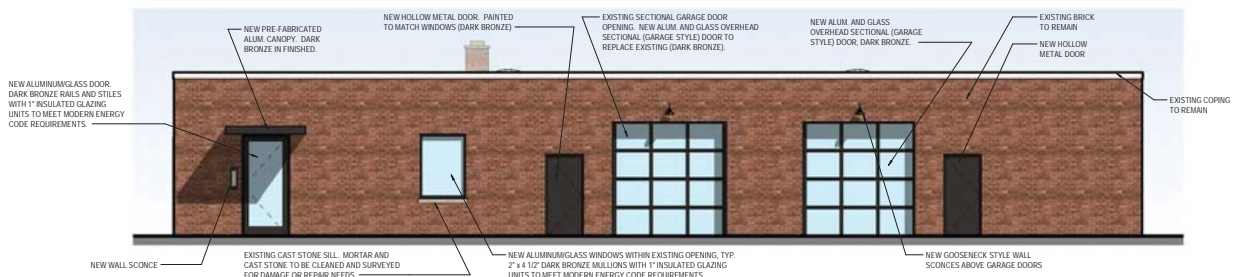 NEW PRE-FABRICATED
ALUM. CANOPY. DARK
BRONZE IN FINISHED.
NEW HOLLOW METAL DOOR. PAINTED
TO MATCH WINDOWS (DARK BRONZE)
EXISTING SECTIONAL GARAGE DOOR
OPENING. NEW ALUM. AND GLASS OVERHEAD
SECTIONAL (GARAGE STYLE) DOOR TO
REPLACE EXISTING (DARK BRONZE).
NEW ALUM. AND GLASS
OVERHEAD SECTIONAL (GARAGE
STYLE) DOOR, DARK BRONZE.
EXISTING BRICK
TO REMAIN
NEW HOLLOW
METAL DOOR
NEW ALUMINUM/GLASS DOOR.
DARK BRONZE RAILS AND STILES
WITH 1" INSULATED GLAZING
UNITS TO MEET MODERN ENERGY
CODE REQUIREMENTS.
EXISTING COPING
TO REMAIN
NEW WALL SCONCE
EXISTING CAST STONE SILL. MORTAR AND
CAST STONE TO BE CLEANED AND SURVEYED
FOR DAMAGE OR REPAIR NEEDS
NEW ALUMINUM/GLASS WINDOWS WITHIN EXISTING OPENING, TYP.
2" x 4 1/2" DARK BRONZE MULLIONS WITH 1" INSULATED GLAZING
UNITS TO MEET MODERN ENERGY CODE REQUIREMENTS
NEW GOOSENECK STYLE WALL
SCONCES ABOVE GARAGE DOORS